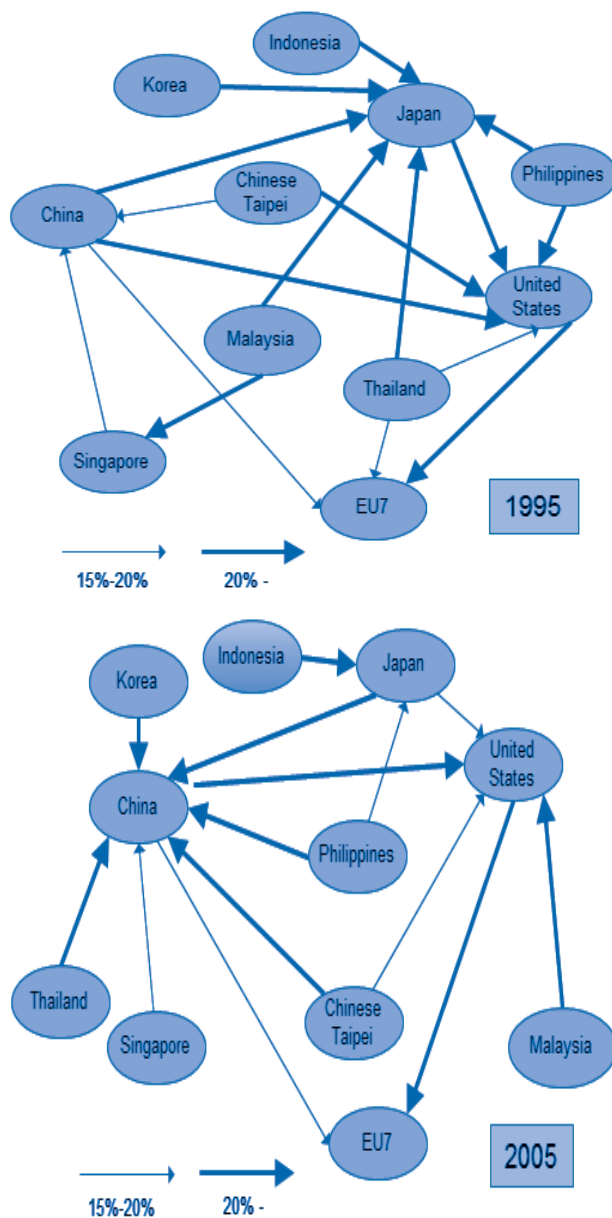 Indonesia
Korea
Japan
Chinese
Taipei
Philippines
China
United
States
Malaysia
Thailand
Singapore
EU7
1995
15%-20%
20% -
Indonesia
Japan
Korea
United
States
China
Philippines
Thailand
Chinese
Taipei
Singapore
Malaysia
EU7
2005
15%-20%
20% -